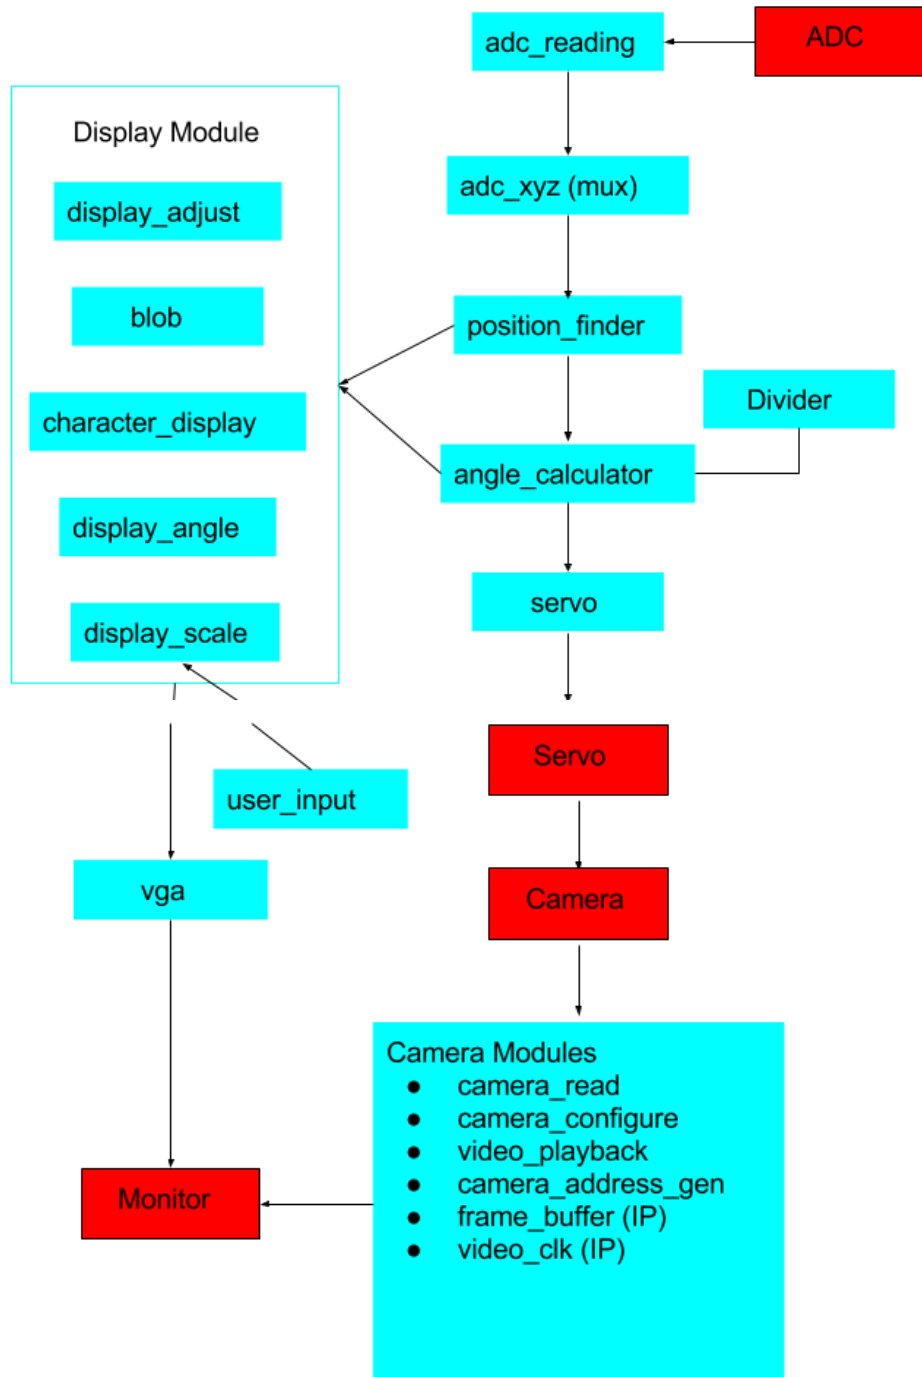 ADC
adc_reading
adc_xyz (mux)
position_finder
Divider
angle_calculator
servo
Display Module
display_adjust
blob
character_display
display_angle
display_scale
user_input
vga
Servo
Camera
Camera Modules
● camera_read
● camera_configure
● video_playback
● camera_address_gen
● frame_buffer (IP)
● video_clk (IP)
Monitor